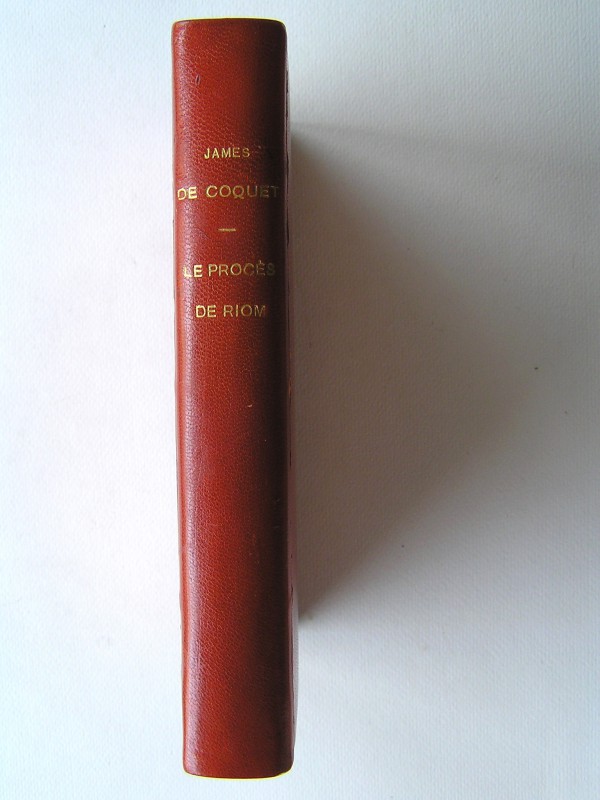 JAMES
DE COQUET
LE PROCÈS
DE RIOM